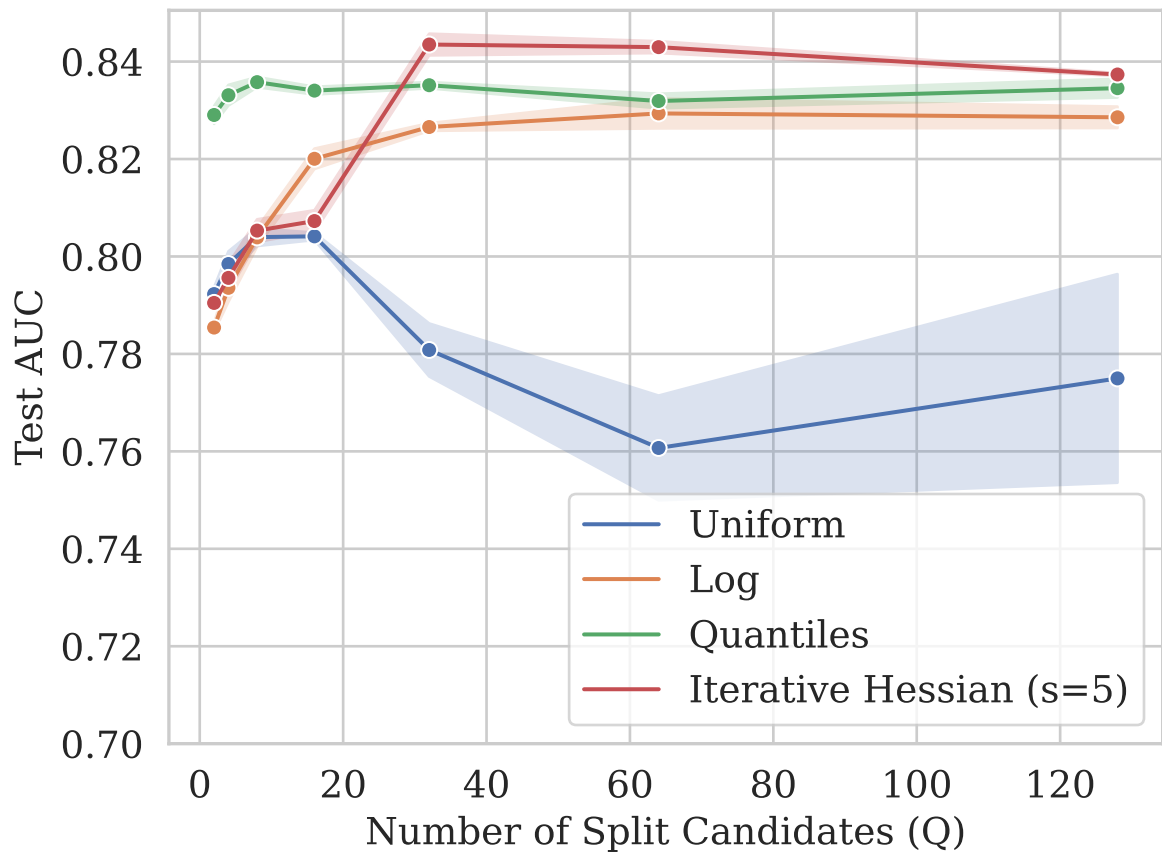 0.84
0.82
0.80
0.78
0.76
0.74
0.72
0.70
Test AUC
Uniform
Log
Quantiles
Iterative Hessian (s=5)
0 20 40 60 80 100 120
Number of Split Candidates (Q)